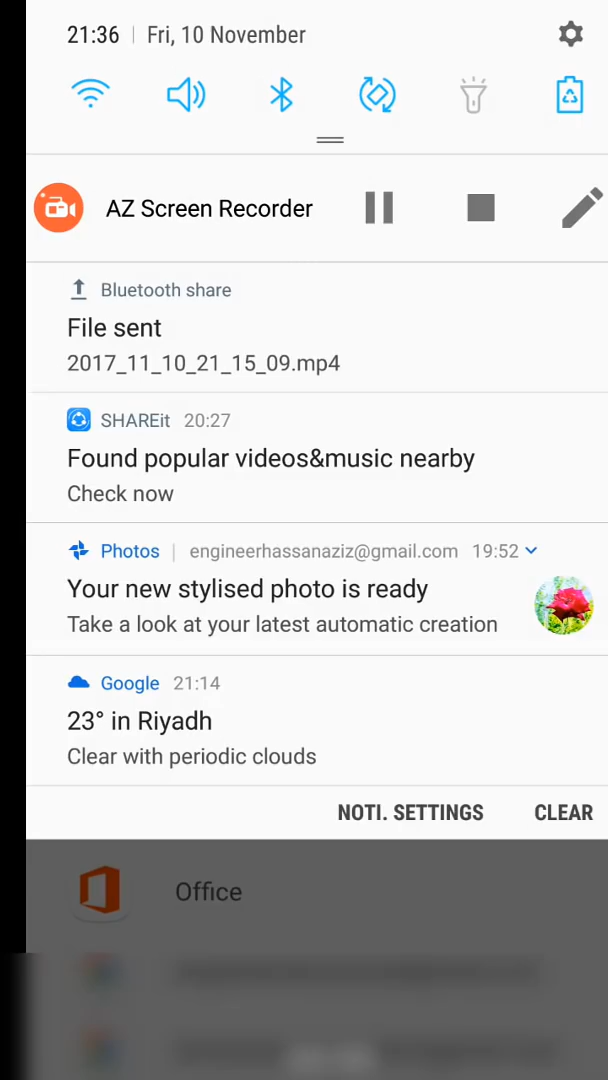 21:36 | Fri, 10 November
AZ Screen Recorder
Bluetooth share
File sent
2017_11_10_21_15_09.mp4
SHAREit 20:27
Found popular videos&music nearby
Check now
Photos | engineerhassanaziz@gmail.com 19:52
Your new stylised photo is ready
Take a look at your latest automatic creation
Google 21:14
23° in Riyadh
Clear with periodic clouds
NOTI. SETTINGS CLEAR
Office